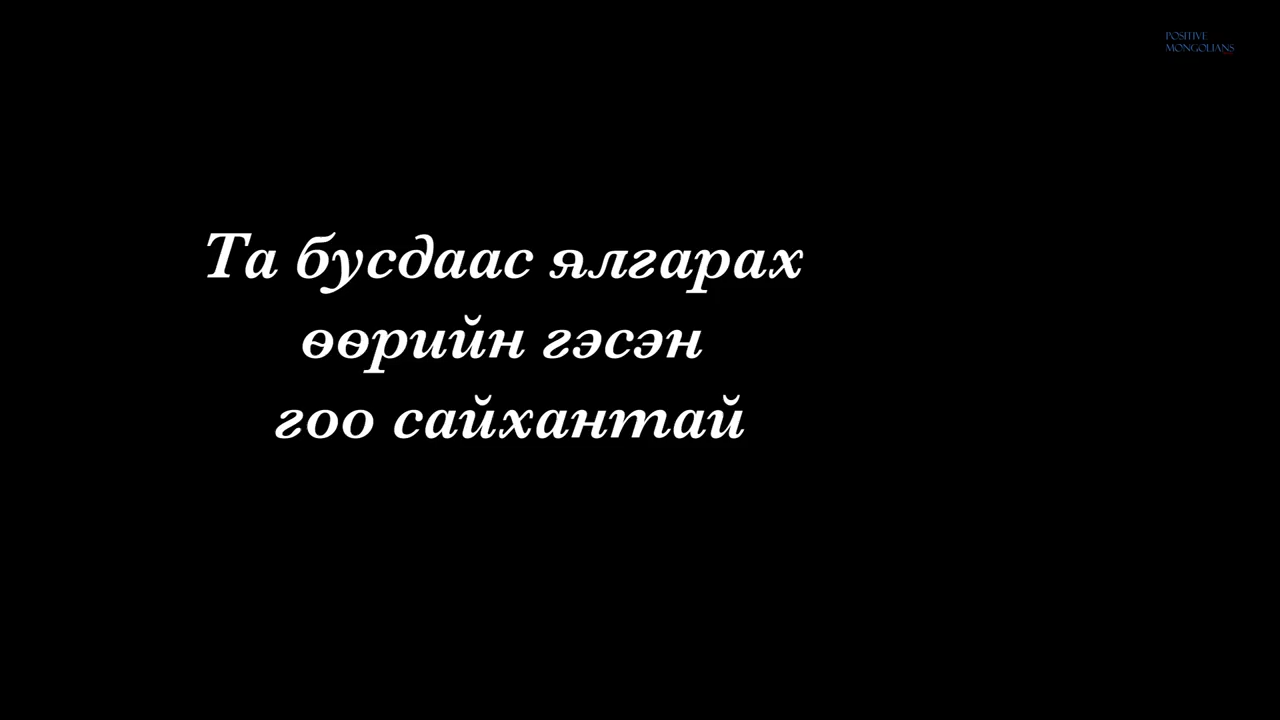 POSITIVE
MONGOLIANS
Та бусдаас ялгарах
өөрийн гэсэн
гоо сайхантай